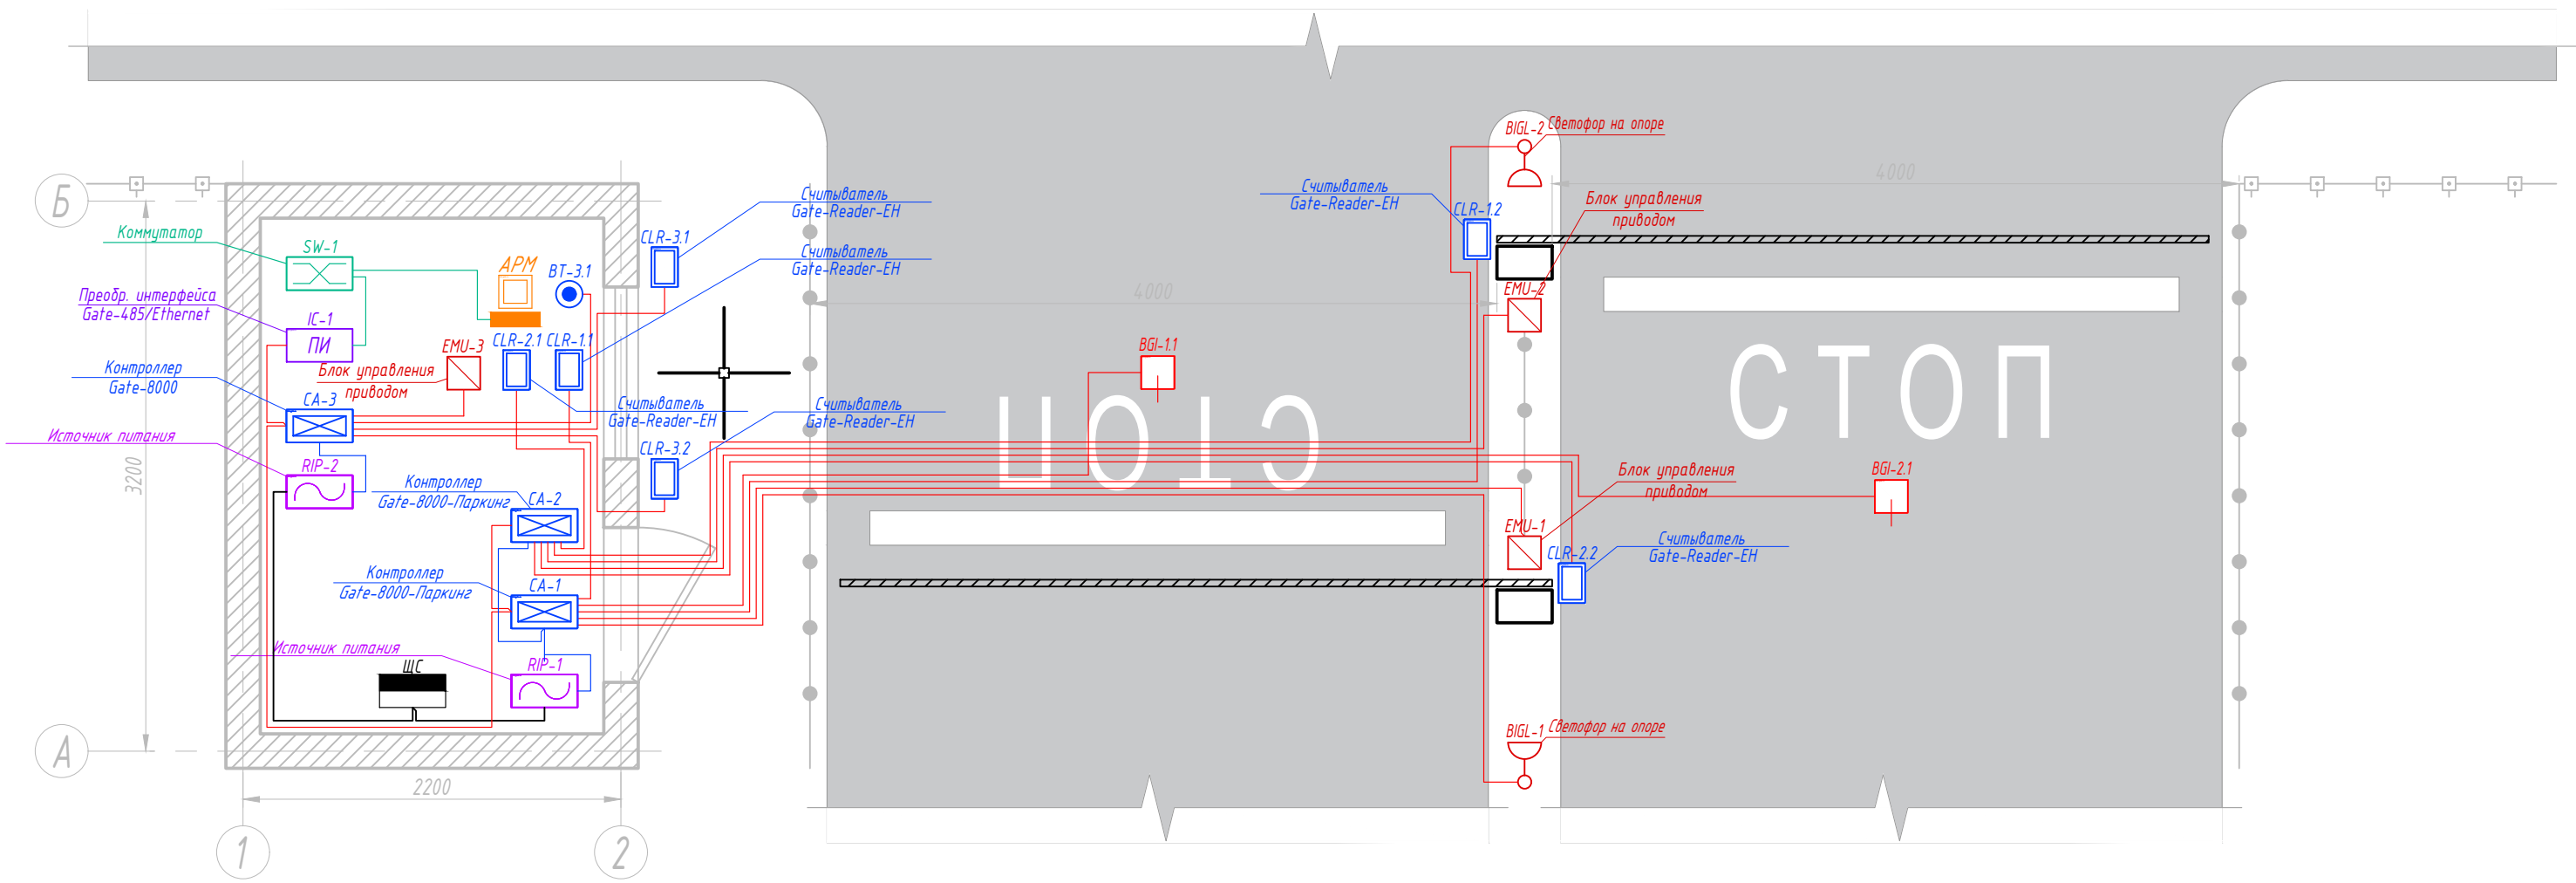 BIGL-2
Светофор на опоре
4000
Б
Коммутатор
SW-1
АРМ
BT-3.1
CLR-3.1
Считыватель
Gate-Reader-EH
Считыватель
Gate-Reader-EH
Считыватель
Gate-Reader-EH
CLR-1.2
Блок управления
приводом
Преобр. интерфейса
Gate-485/Ethernet
IC-1
ПИ
EMU-3
CLR-2.1
CLR-1.1
4000
EMU-2
BGI-1.1
СТОП
Контроллер
Gate-8000
CA-3
Блок управления
приводом
Считыватель
Gate-Reader-EH
Считыватель
Gate-Reader-EH
СТОП
Источник питания
RIP-2
3200
CLR-3.2
Контроллер
Gate-8000-Паркинг
CA-2
Блок управления
приводом
BGI-2.1
EMU-1
CLR-2.2
Считыватель
Gate-Reader-EH
Контроллер
Gate-8000-Паркинг
CA-1
Источник питания
ЩС
RIP-1
BIGL-1
Светофор на опоре
А
2200
1
2